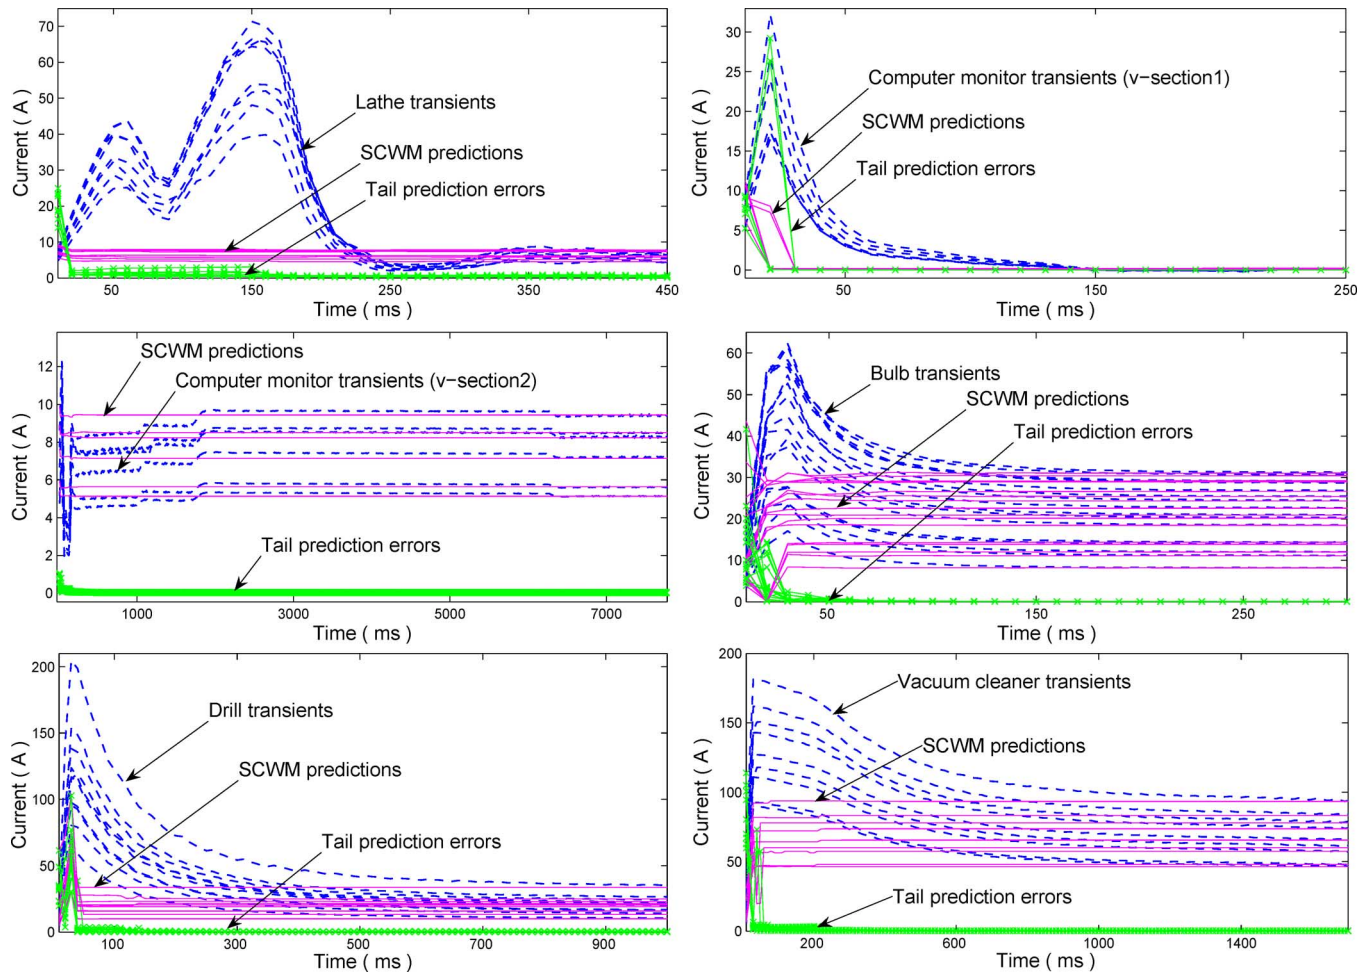 70
60
50
40
30
20
10
0
Current ( A )
Lathe transients
SCWM predictions
Tail prediction errors
50
150
250
350
450
Time ( ms )
30
25
20
15
10
5
0
Current ( A )
Computer monitor transients (v-section1)
SCWM predictions
Tail prediction errors
50
150
250
Time ( ms )
12
10
8
6
4
2
0
Current ( A )
SCWM predictions
Computer monitor transients (v-section2)
Tail prediction errors
1000
3000
5000
7000
Time ( ms )
60
50
40
30
20
10
0
Current ( A )
Bulb transients
SCWM predictions
Tail prediction errors
50
150
250
Time ( ms )
200
150
100
50
0
Current ( A )
Drill transients
SCWM predictions
Tail prediction errors
100
300
500
700
900
Time ( ms )
200
150
100
50
0
Current ( A )
Vacuum cleaner transients
SCWM predictions
Tail prediction errors
200
600
1000
1400
Time ( ms )